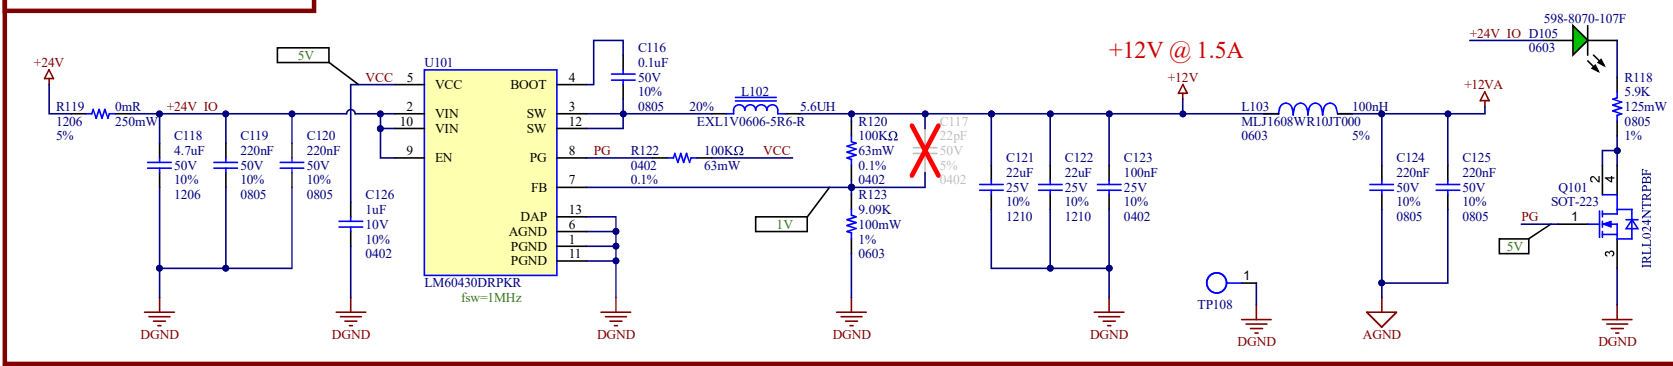 +24V
R119
1206
5%
0mR
250mW
+24V IO
C118
4.7uF
50V
10%
1206
C119
220nF
50V
10%
0805
C120
220nF
50V
10%
0805
5V
VCC
C126
1uF
10V
10%
0402
U101
5 VCC
2 VIN
10 VIN
9 EN
BOOT 4
SW 3
SW 12
PG 8
FB 7
DAP 13
AGND 6
PGND 1
PGND 11
LM60430DRPKR
fsw=1MHz
C116
0.1uF
50V
10%
0805
L102
20% 5.6UH
EXL1V0606-5R6-R
PG
R122
0402
0.1%
100KΩ
63mW
VCC
R120
100KΩ
63mW
0.1%
0402
R123
9.09K
100mW
1%
0603
1V
C117
22pF
50V
5%
0402
C121
22uF
25V
10%
1210
C122
22uF
25V
10%
1210
C123
100nF
25V
10%
0402
+12V @ 1.5A
+12V
L103 100nH
MLJ1608WR10JT000
0603 5%
TP108
1
C124
220nF
50V
10%
0805
C125
220nF
50V
10%
0805
+12VA
598-8070-107F
+24V IO D105
0603
R118
5.9K
125mW
0805
1%
Q101
SOT-223
PG
5V
1
2
4
3
IRLL024NTRPBF
DGND
DGND
DGND
DGND
DGND
DGND
AGND
DGND